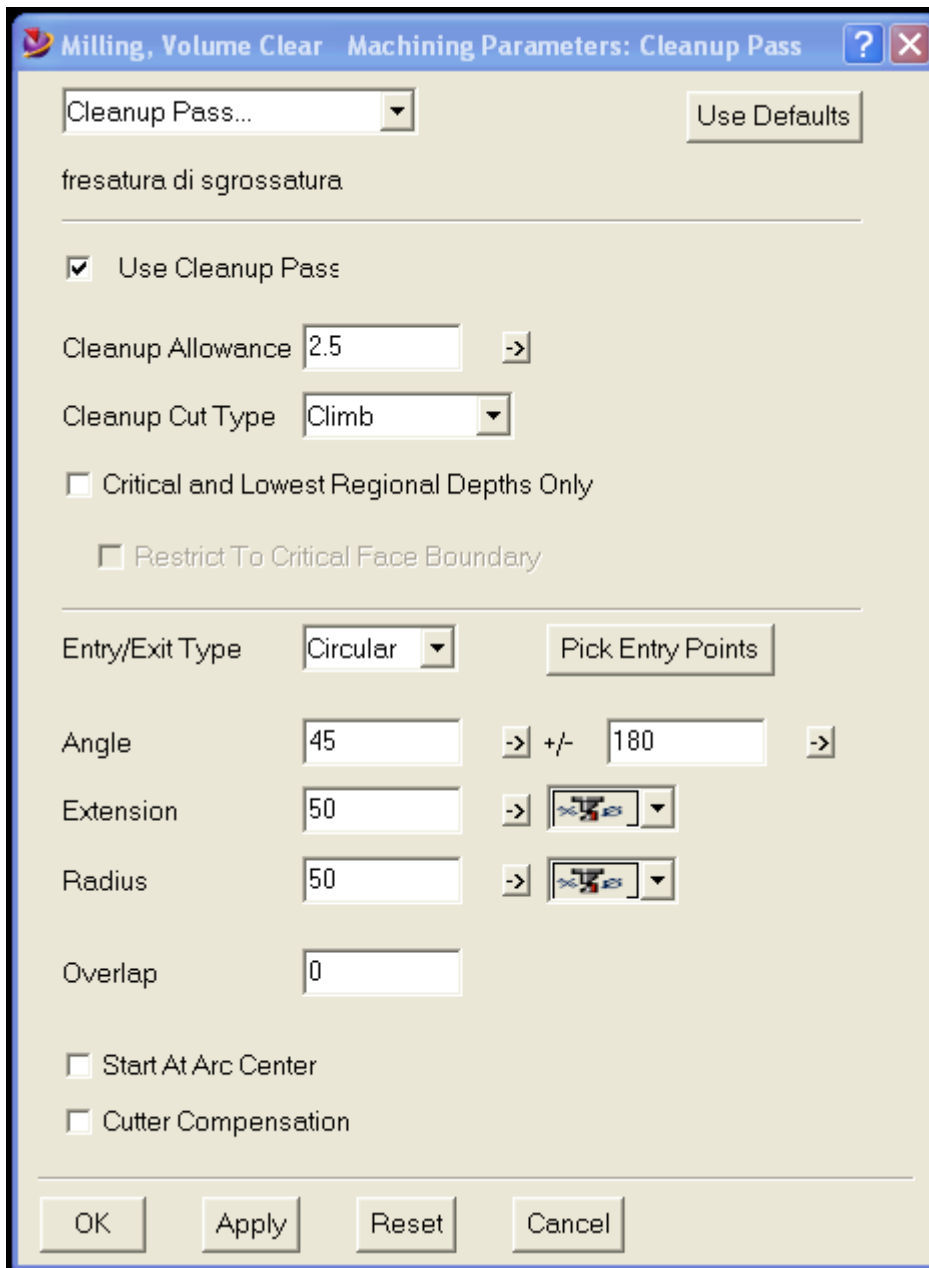 Milling, Volume Clear Machining Parameters: Cleanup Pass ?
Cleanup Pass... Use Defaults
fresatura di sgrossatura
Use Cleanup Pass
Cleanup Allowance 2.5 ->
Cleanup Cut Type Climb
Critical and Lowest Regional Depths Only
Restrict To Critical Face Boundary
Entry/Exit Type Circular Pick Entry Points
Angle 45 -> +/- 180 ->
Extension 50 ->
Radius 50 ->
Overlap 0
Start At Arc Center
Cutter Compensation
OK Apply Reset Cancel